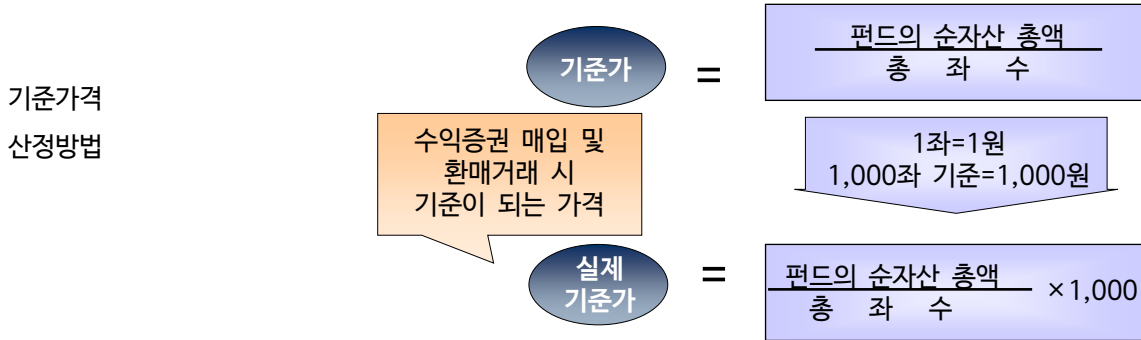 기준가격
산정방법
기준가
=
펀드의 순자산 총액
총 좌 수
수익증권 매입 및
환매거래 시
기준이 되는 가격
1좌=1원
1,000좌 기준=1,000원
실제
기준가
=
펀드의 순자산 총액
총 좌 수
×1,000